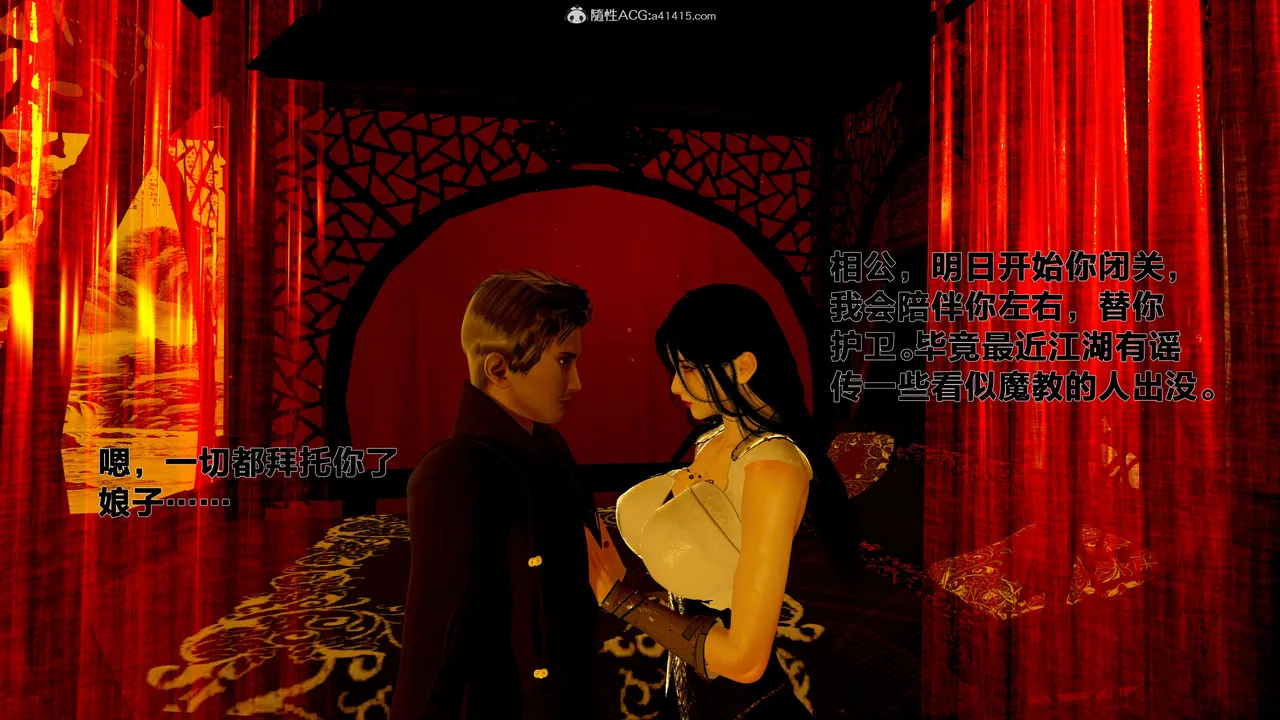 隨性ACG:a41415.com
相公，明日开始你闭关，
我会陪伴你左右，替你
护卫。毕竟最近江湖有谣
传一些看似魔教的人出没。
嗯，一切都拜托你了
娘子……